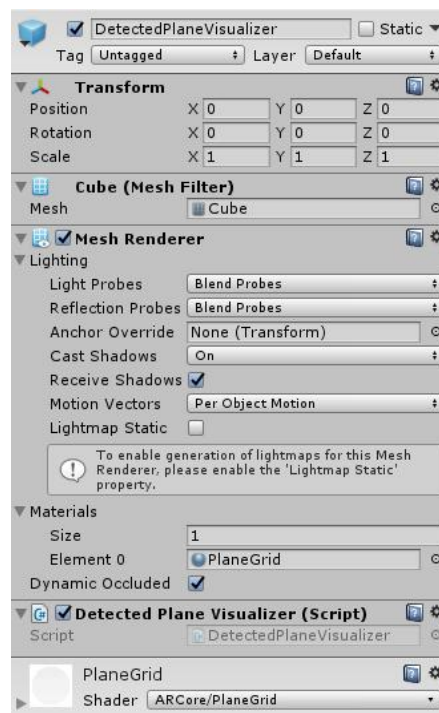 DetectedPlaneVisualizer Static
Tag Untagged Layer Default
Transform
Position X 0 Y 0 Z 0
Rotation X 0 Y 0 Z 0
Scale X 1 Y 1 Z 1
Cube (Mesh Filter)
Mesh Cube
Mesh Renderer
Lighting
Light Probes Blend Probes
Reflection Probes Blend Probes
Anchor Override None (Transform)
Cast Shadows On
Receive Shadows
Motion Vectors Per Object Motion
Lightmap Static
To enable generation of lightmaps for this Mesh
Renderer, please enable the 'Lightmap Static'
property.
Materials
Size 1
Element 0 PlaneGrid
Dynamic Occluded
C# Detected Plane Visualizer (Script)
Script DetectedPlaneVisualizer
PlaneGrid
Shader ARCore/PlaneGrid